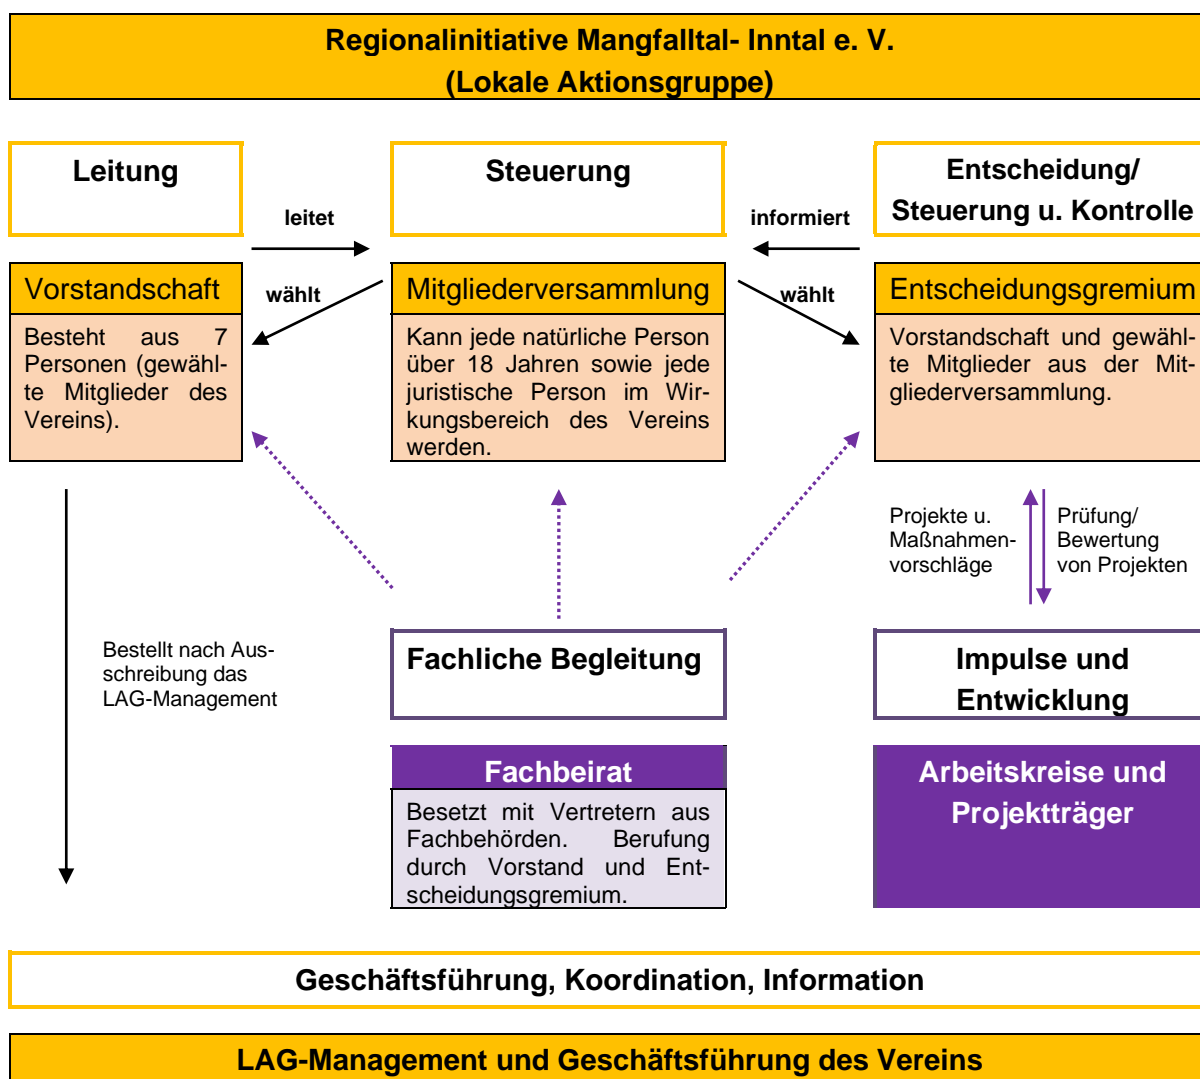 Regionalinitiative Mangfalltal- Inntal e. V.
(Lokale Aktionsgruppe)
Leitung
Steuerung
Entscheidung/
Steuerung u. Kontrolle
leitet
informiert
Vorstandschaft
wählt
Mitgliederversammlung
wählt
Entscheidungsgremium
Besteht aus 7
Personen (gewähl-
te Mitglieder des
Vereins).
Kann jede natürliche Person
über 18 Jahren sowie jede
juristische Person im Wir-
kungsbereich des Vereins
werden.
Vorstandschaft und gewähl-
te Mitglieder aus der Mit-
gliederversammlung.
Projekte u.
Maßnahmen-
vorschläge
Prüfung/
Bewertung
von Projekten
Bestellt nach Aus-
schreibung das
LAG-Management
Fachliche Begleitung
Impulse und
Entwicklung
Fachbeirat
Besetzt mit Vertretern aus
Fachbehörden. Berufung
durch Vorstand und Ent-
scheidungsgremium.
Arbeitskreise und
Projektträger
Geschäftsführung, Koordination, Information
LAG-Management und Geschäftsführung des Vereins